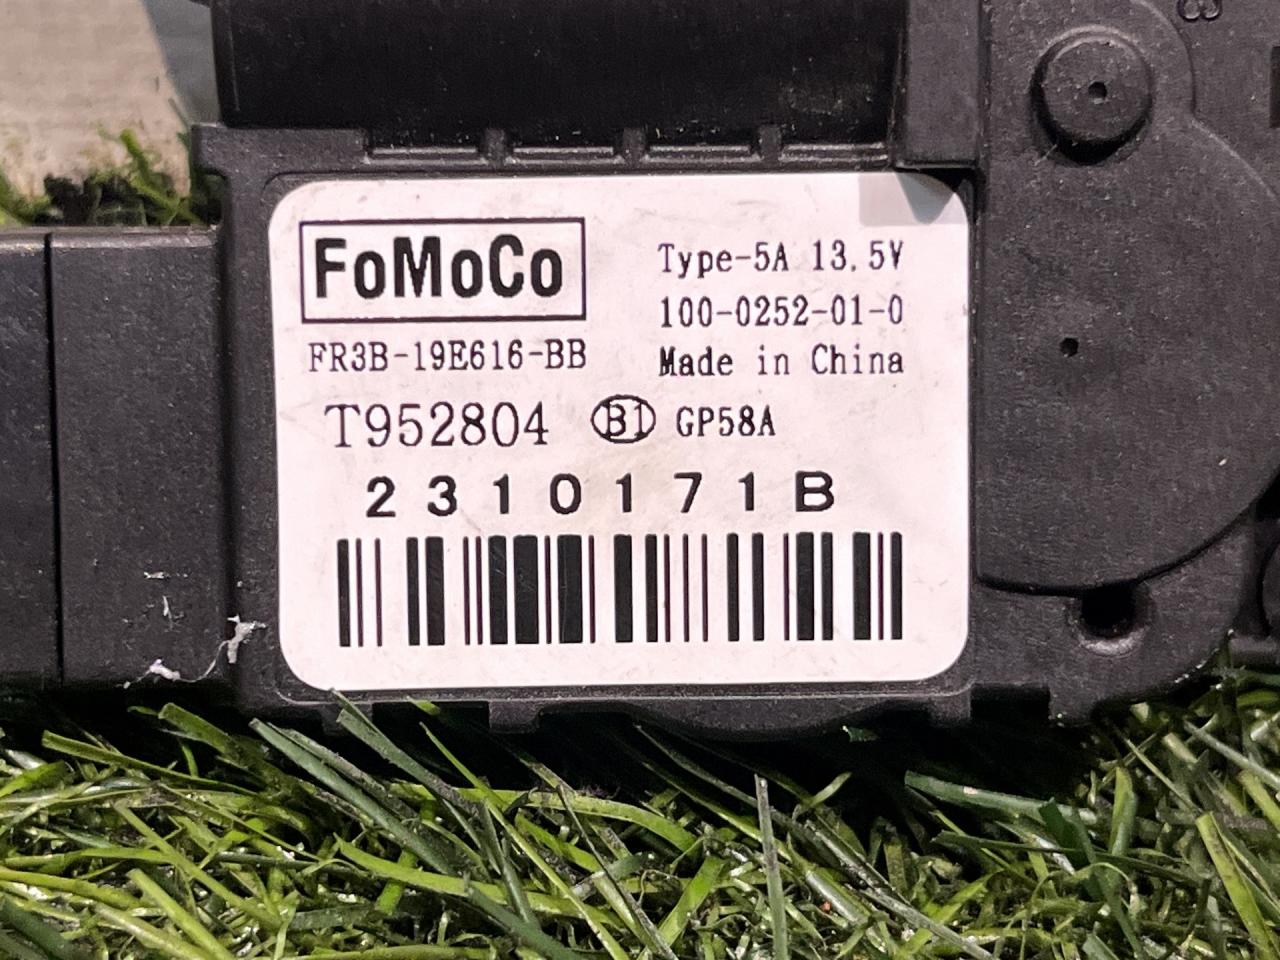 FoMoCo
FR3B-19E616-BB
Type-5A 13.5V
100-0252-01-0
Made in China
T952804 B1 GP58A
2310171B